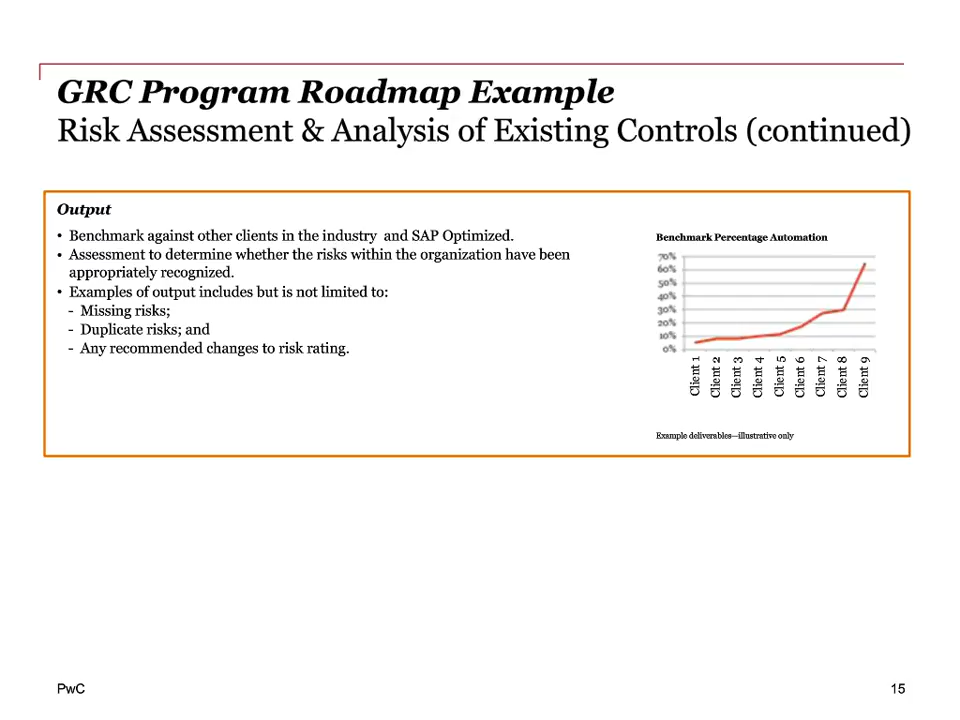 GRC Program Roadmap Example
Risk Assessment & Analysis of Existing Controls (continued)
Output
• Benchmark against other clients in the industry and SAP Optimized.
• Assessment to determine whether the risks within the organization have been
appropriately recognized.
• Examples of output includes but is not limited to:
- Missing risks;
- Duplicate risks; and
- Any recommended changes to risk rating.
Benchmark Percentage Automation
70%
60%
50%
40%
30%
20%
10%
0%
Client 1
Client 2
Client 3
Client 4
Client 5
Client 6
Client 7
Client 8
Client 9
Example deliverables—illustrative only
PwC
15